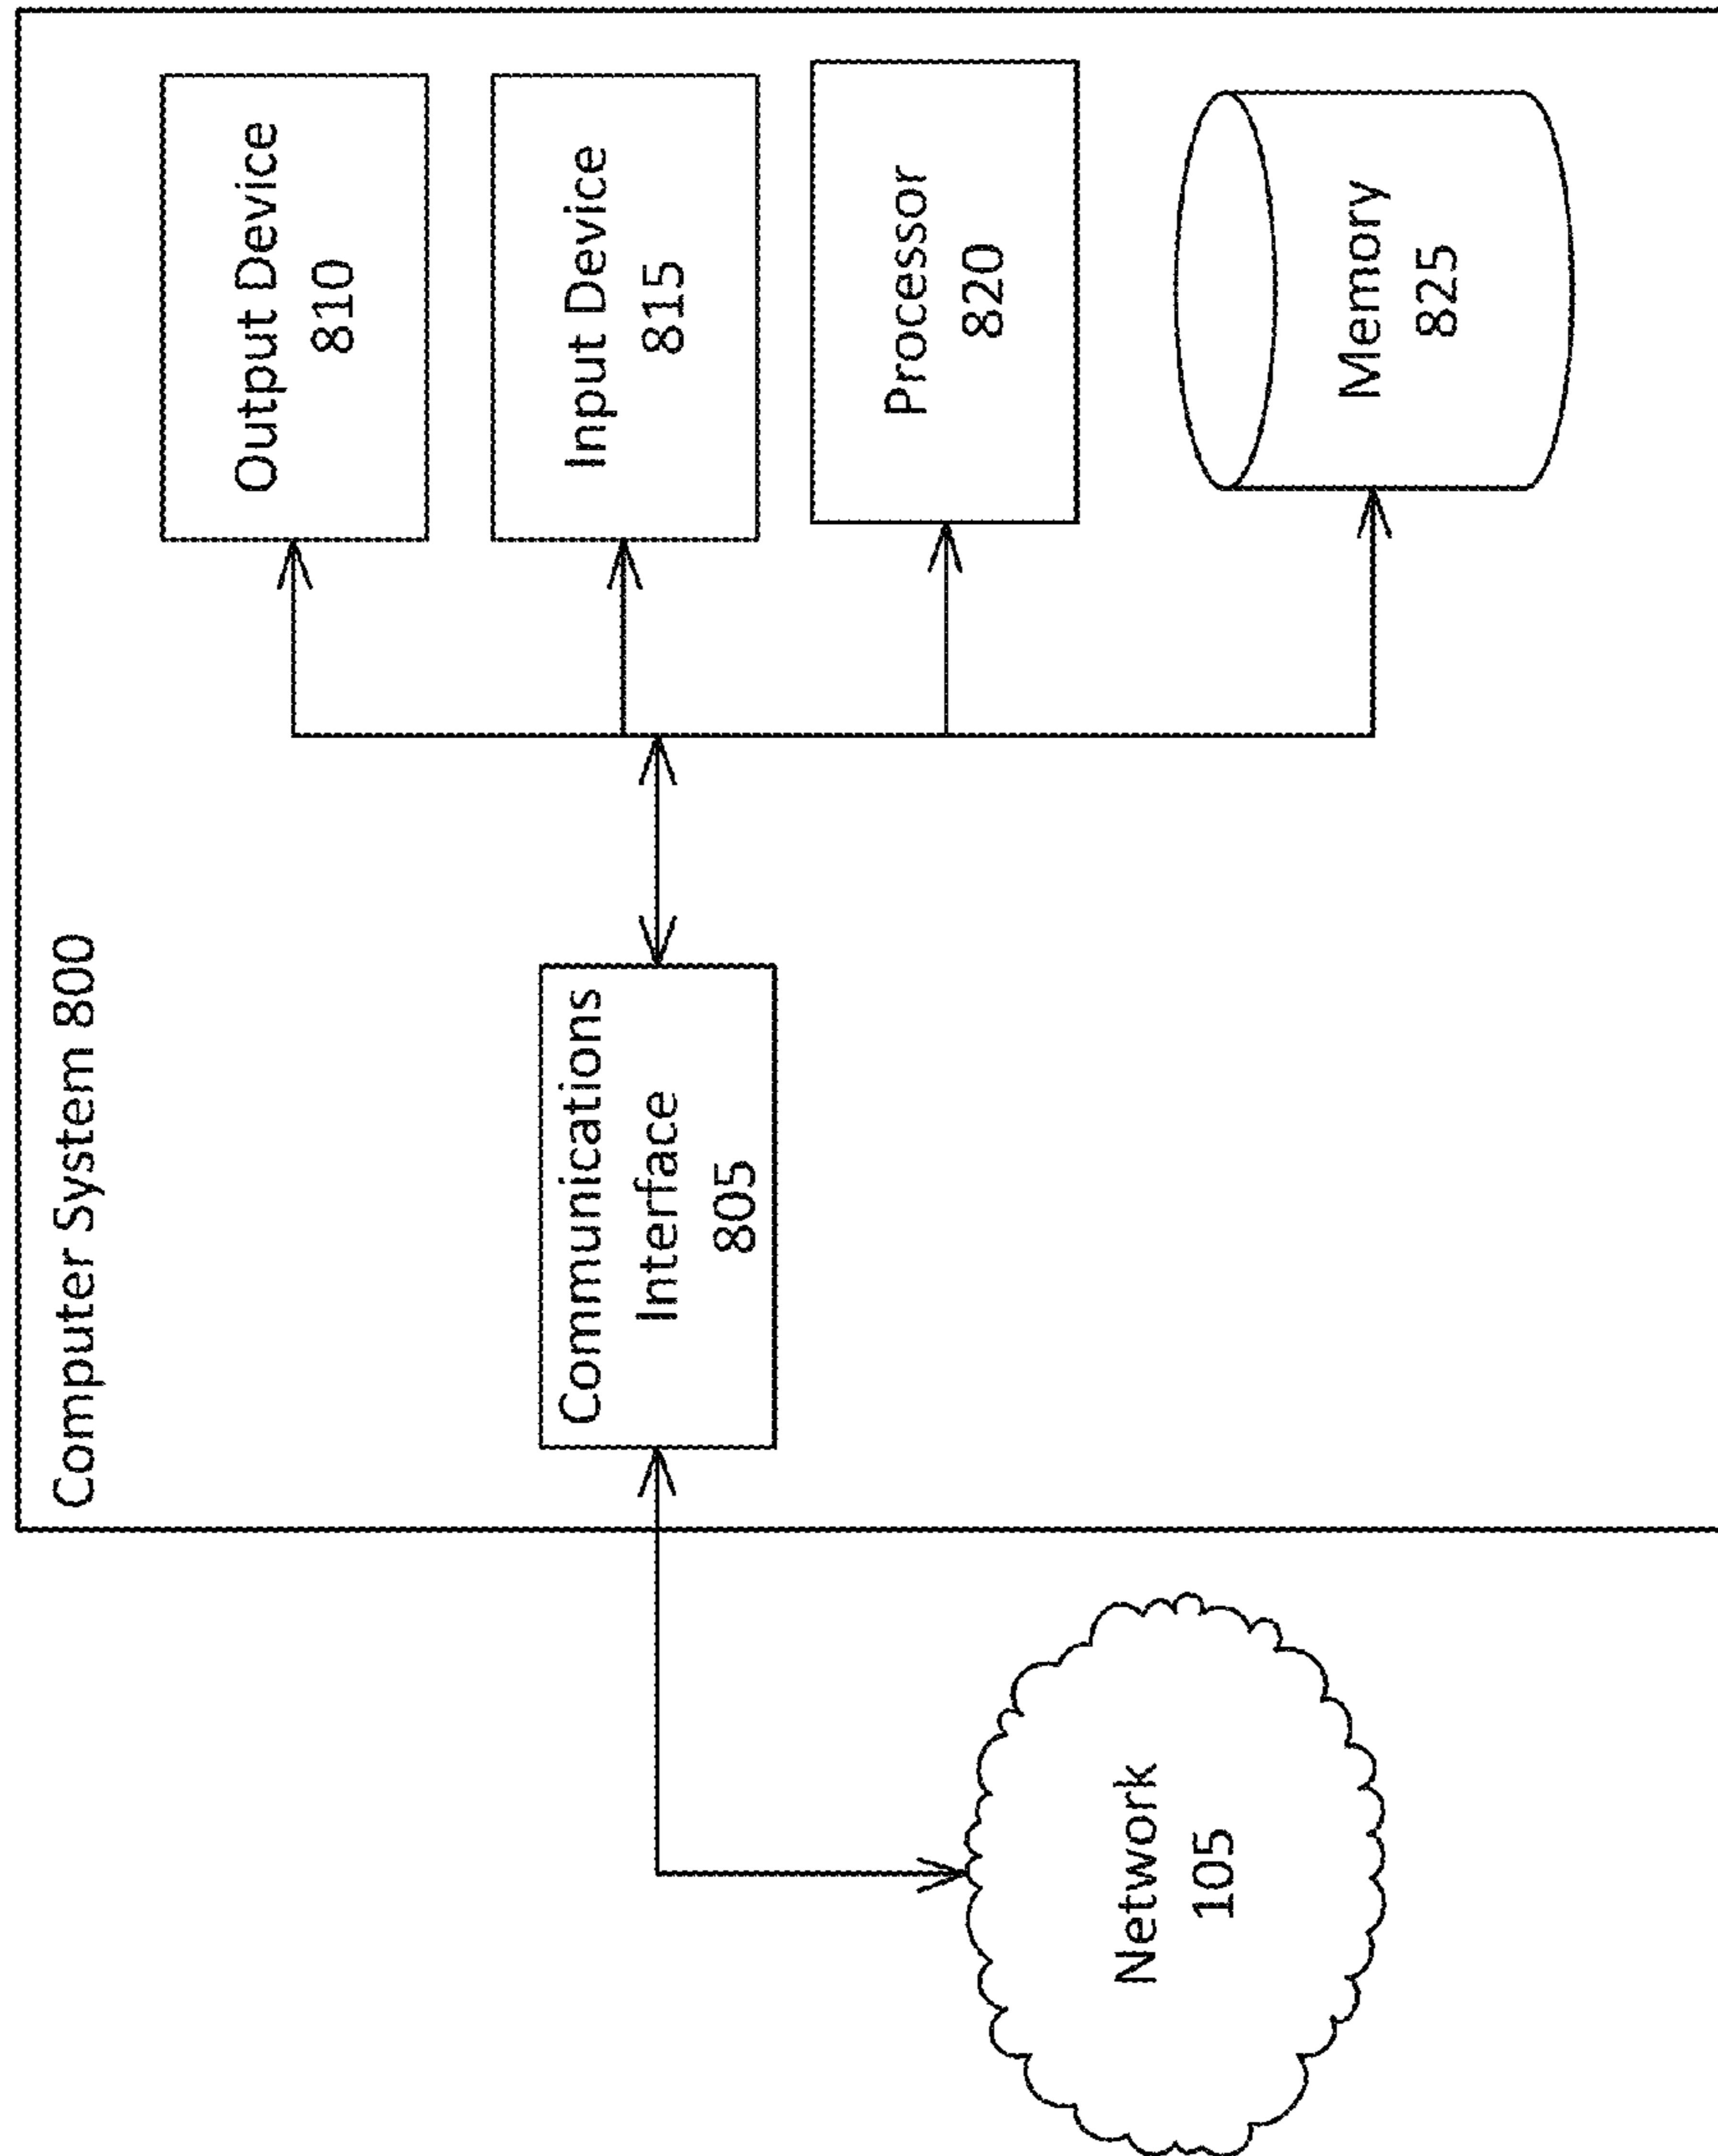 Computer System 800
Output Device
810
Input Device
815
Communications
Interface
805
Processor
820
Memory
825
Network
105